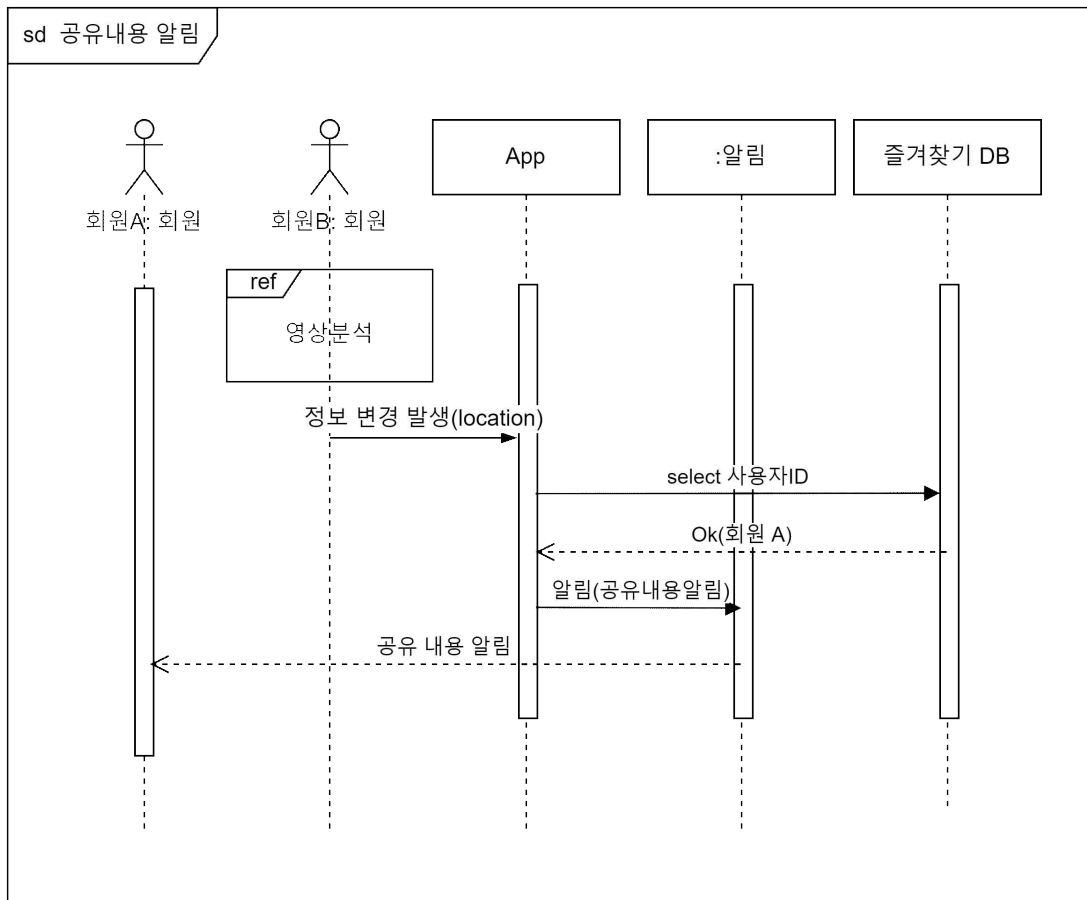 sd 공유내용 알림
회원A: 회원
회원B: 회원
App
:알림
즐겨찾기 DB
ref
영상분석
정보 변경 발생(location)
select 사용자ID
Ok(회원 A)
알림(공유내용알림)
공유 내용 알림